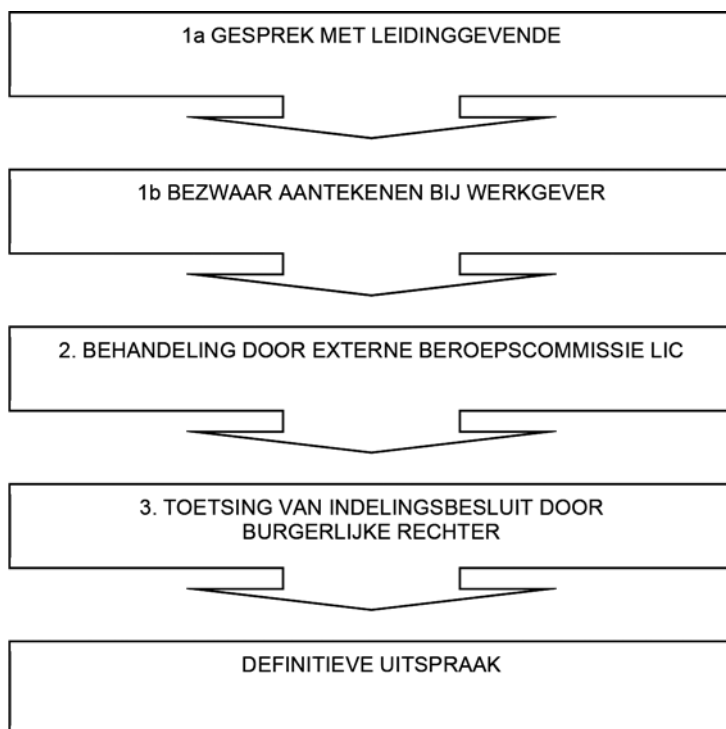 1a GESPREK MET LEIDINGGEVENDE
1b BEZWAAR AANTEKENEN BIJ WERKGEVER
2. BEHANDELING DOOR EXTERNE BEROEPSCOMMISSIE LIC
3. TOETSING VAN INDELINGSBESLUIT DOOR
BURGERLIJKE RECHTER
DEFINITIEVE UITSPRAAK